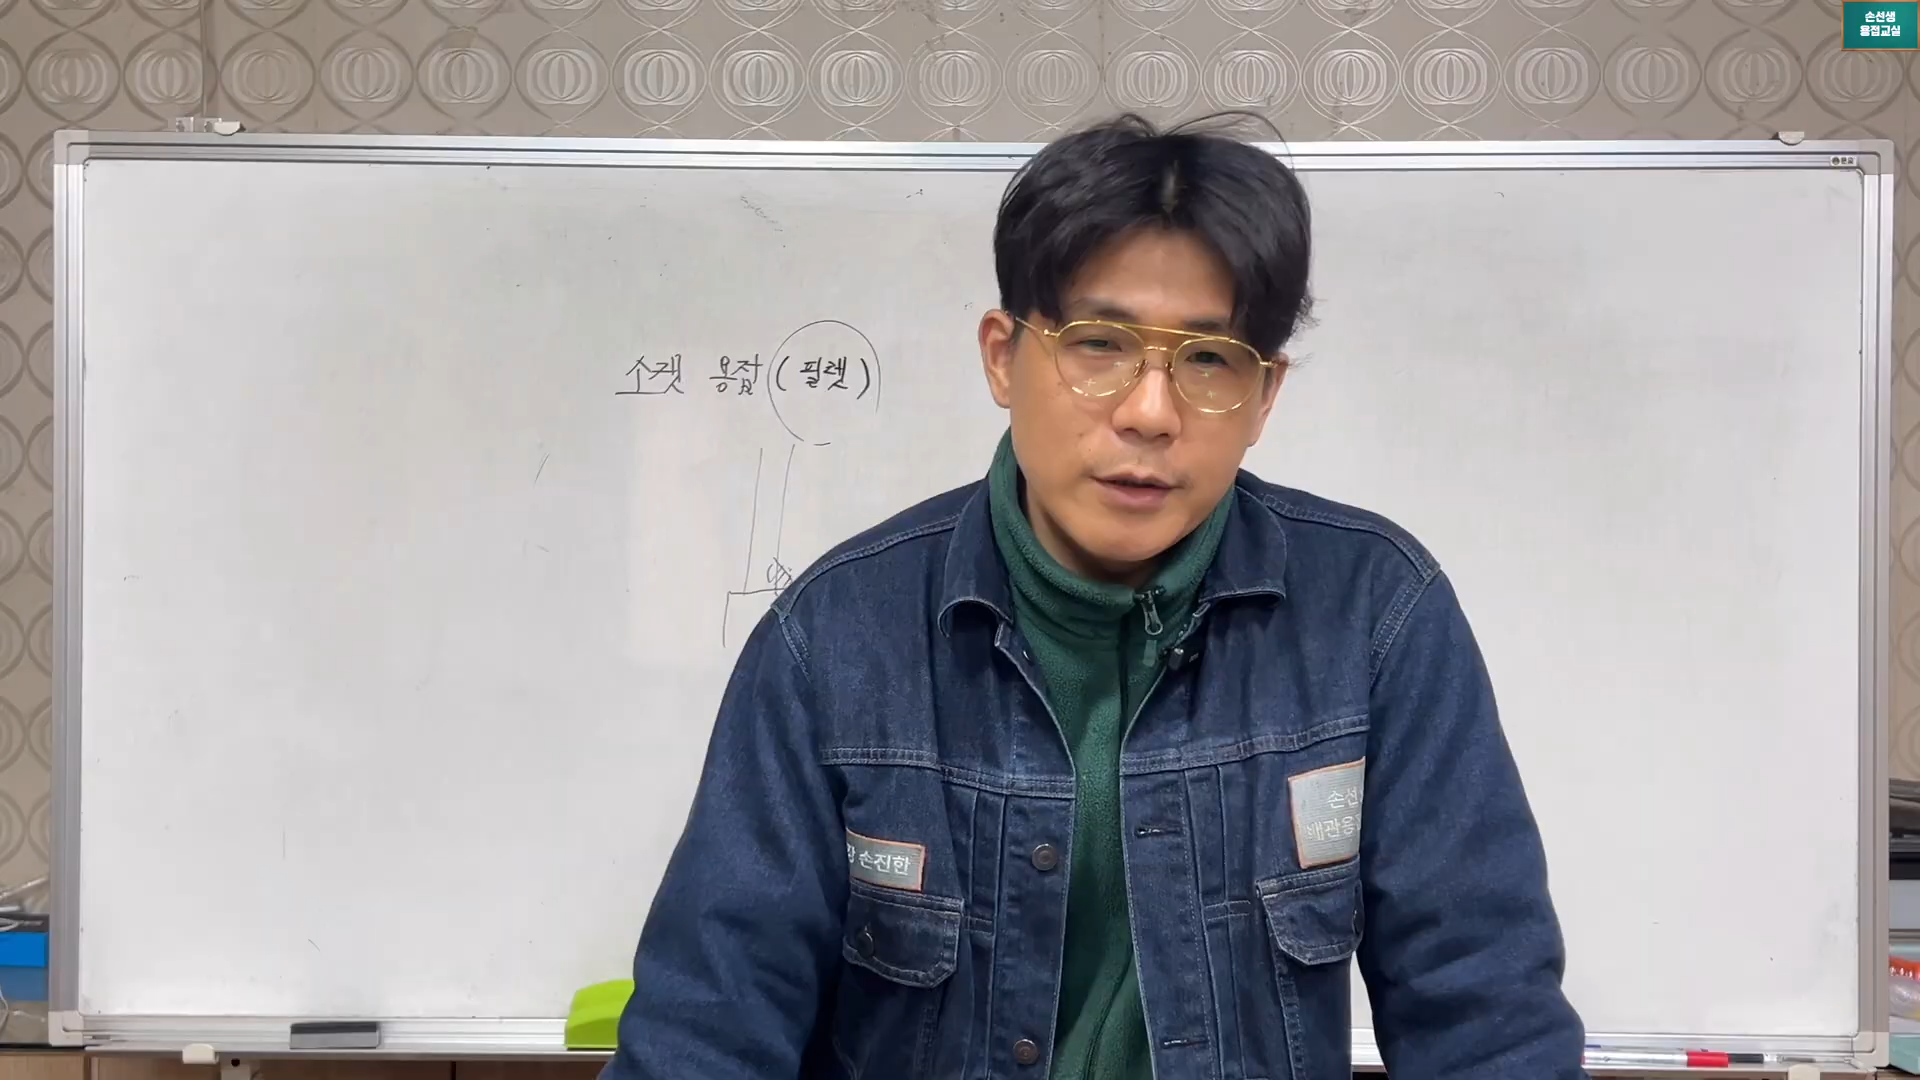 손선생
용접교실
소켓 용접 (필렛)
손진한
손선
배관용